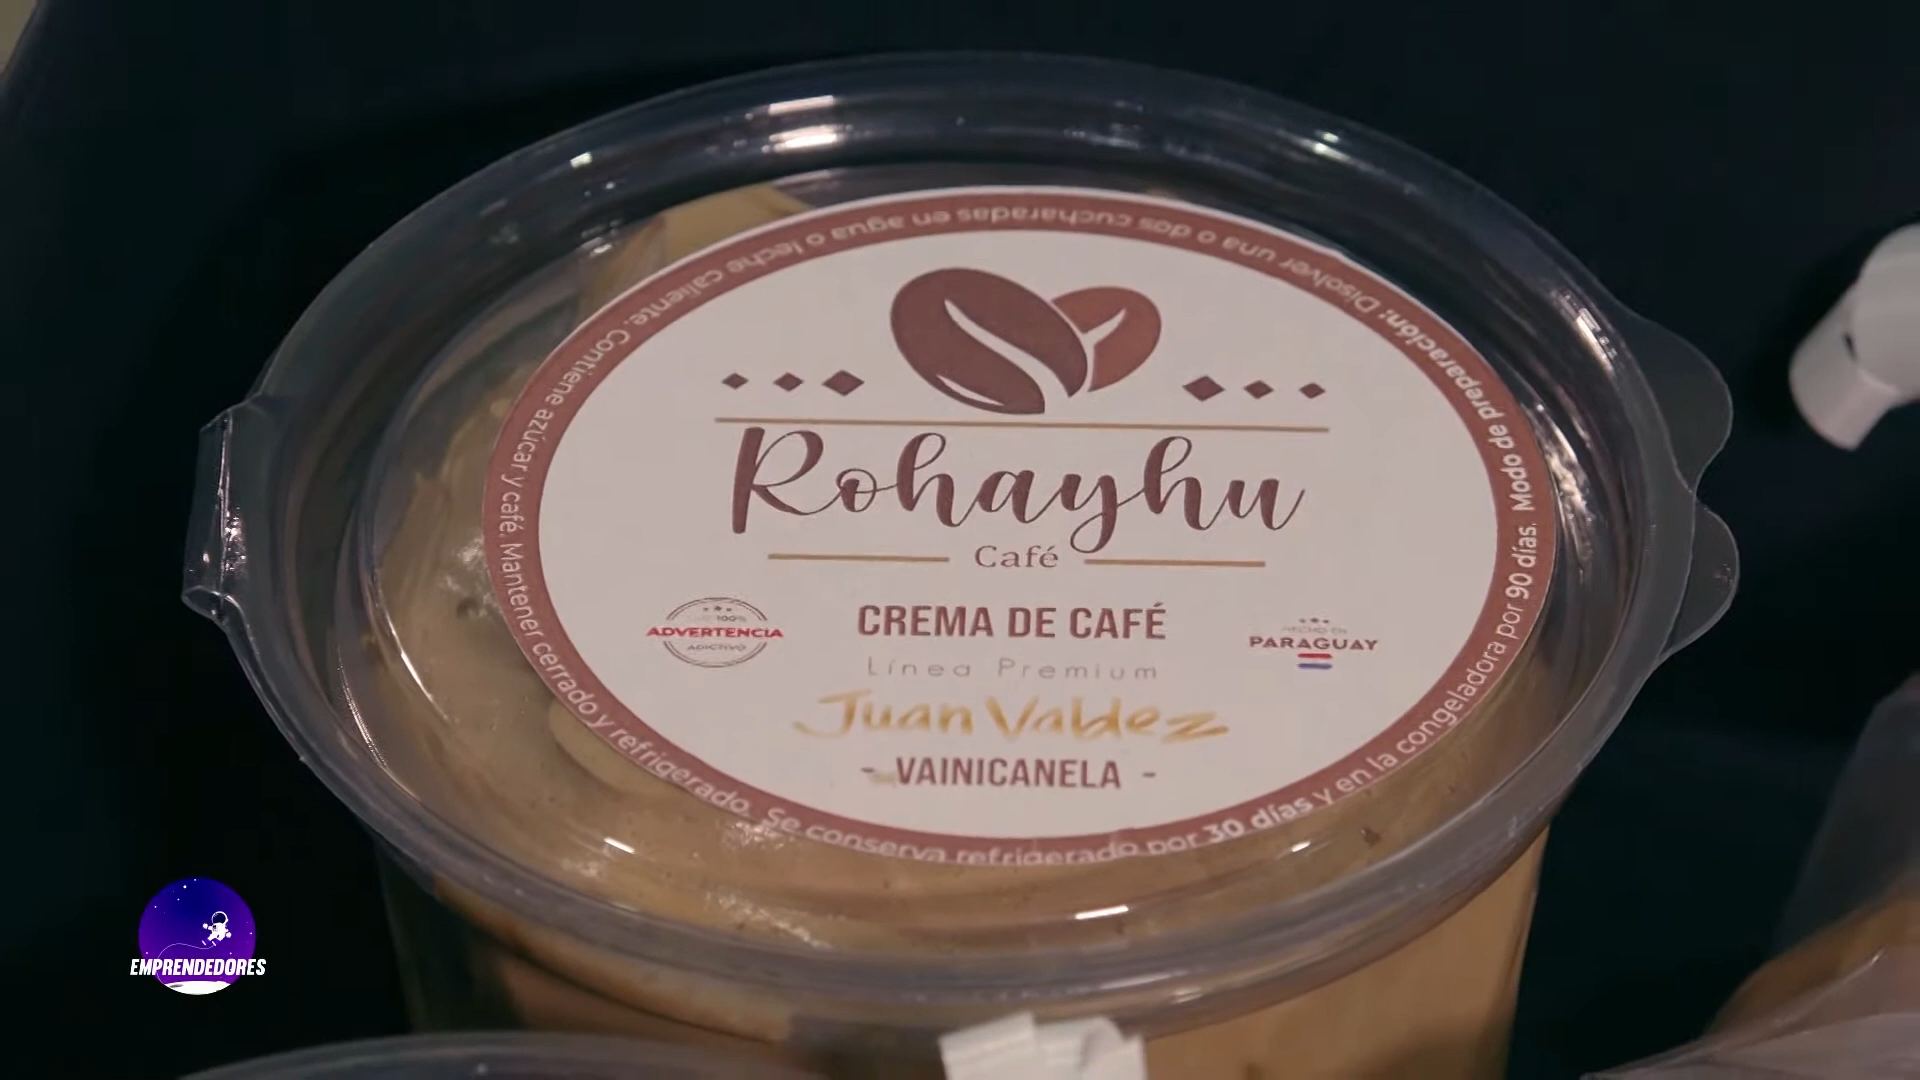 Rohayhu
Café
CREMA DE CAFÉ
Línea Premium
Juan Valdez
- VAINICANELA -
100%
ADVERTENCIA
ADICTIVO
HECHO EN
PARAGUAY
Modo de preparación: Disolver una o dos cucharadas en agua o leche caliente. Contiene azúcar y café. Mantener cerrado y refrigerado. Se conserva refrigerado por 30 días y en la congeladora por 90 días.
EMPRENDEDORES